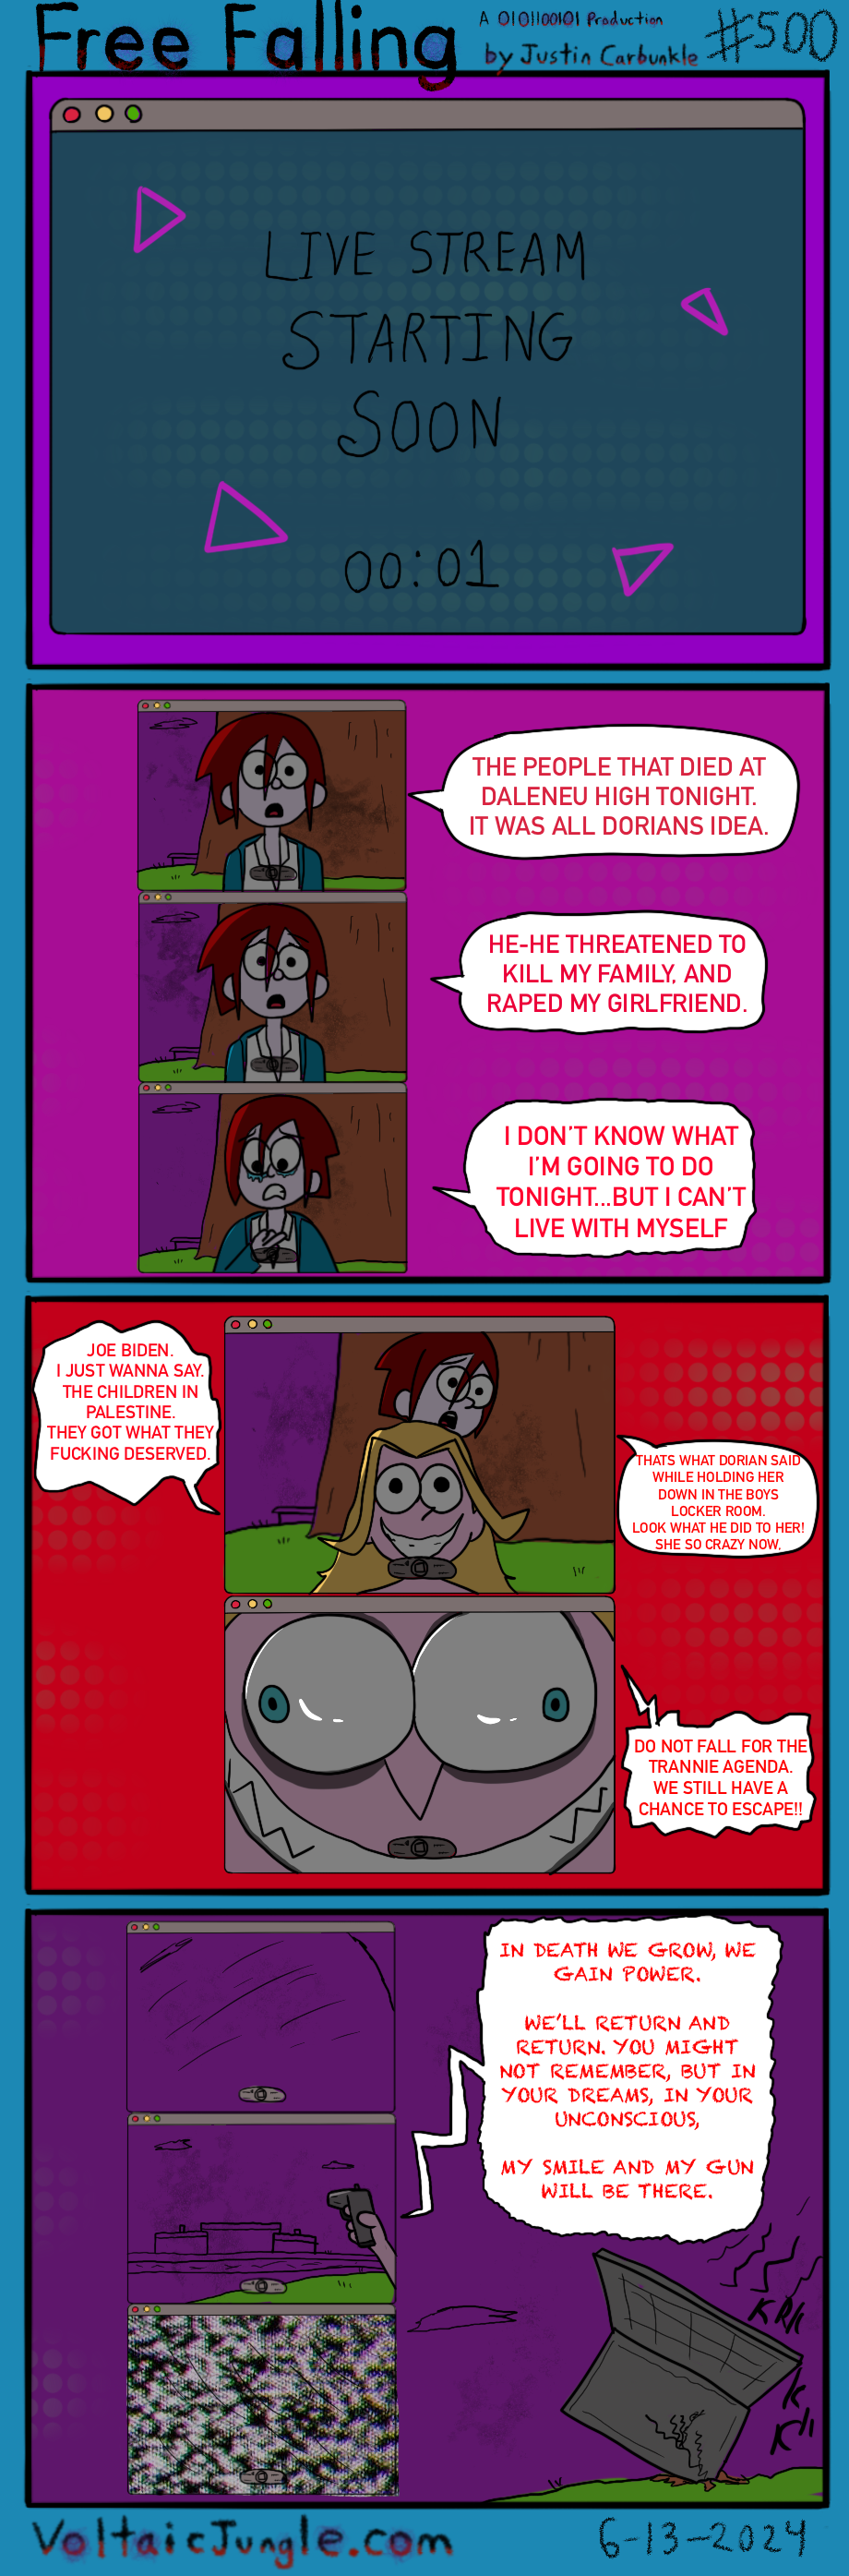 Free Falling
A 0101100101 Production
by Justin Carbunkle
#500
LIVE STREAM
STARTING
SOON
00:01
THE PEOPLE THAT DIED AT
DALENEU HIGH TONIGHT.
IT WAS ALL DORIANS IDEA.
HE-HE THREATENED TO
KILL MY FAMILY, AND
RAPED MY GIRLFRIEND.
I DON'T KNOW WHAT
I'M GOING TO DO
TONIGHT...BUT I CAN'T
LIVE WITH MYSELF
JOE BIDEN.
I JUST WANNA SAY.
THE CHILDREN IN
PALESTINE.
THEY GOT WHAT THEY
FUCKING DESERVED.
THATS WHAT DORIAN SAID
WHILE HOLDING HER
DOWN IN THE BOYS
LOCKER ROOM.
LOOK WHAT HE DID TO HER!
SHE SO CRAZY NOW,
DO NOT FALL FOR THE
TRANNIE AGENDA.
WE STILL HAVE A
CHANCE TO ESCAPE!!
IN DEATH WE GROW, WE
GAIN POWER.
WE'LL RETURN AND
RETURN. YOU MIGHT
NOT REMEMBER, BUT IN
YOUR DREAMS, IN YOUR
UNCONSCIOUS,
MY SMILE AND MY GUN
WILL BE THERE.
VoltaicJungle.com
6-13-2024